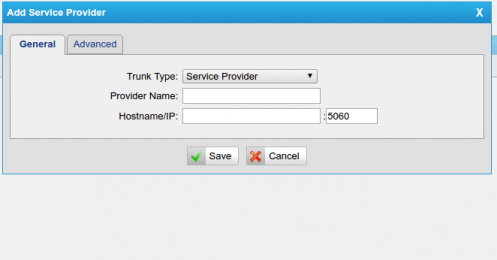 Add Service Provider X
General Advanced
Trunk Type: Service Provider
Provider Name:
Hostname/IP: :5060
Save Cancel